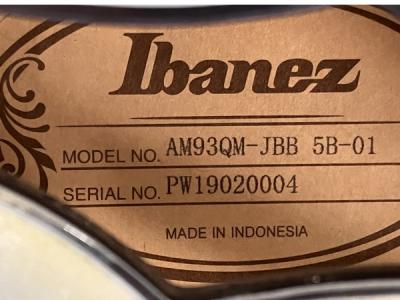 Ibanez
MODEL NO. AM93QM-JBB 5B-01
SERIAL NO. PW19020004
MADE IN INDONESIA